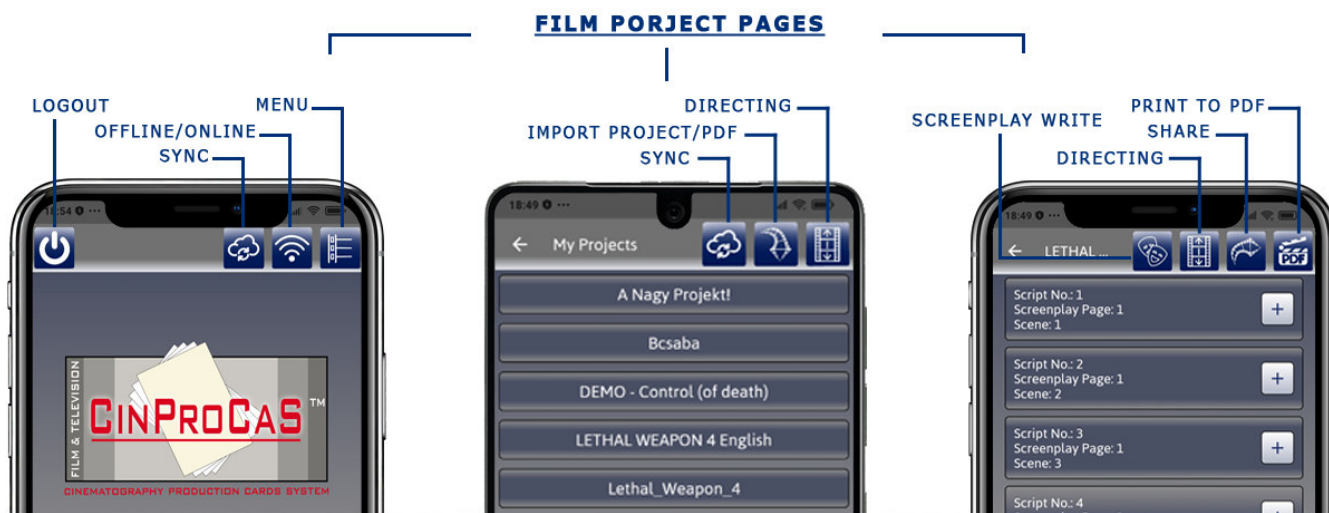 FILM PORJECT PAGES
LOGOUT
MENU
OFFLINE/ONLINE
SYNC
DIRECTING
IMPORT PROJECT/PDF
SYNC
PRINT TO PDF
SCREENPLAY WRITE
SHARE
DIRECTING
18:54
FILM & TELEVISION
CINPROCAS™
CINEMATOGRAPHY PRODUCTION CARDS SYSTEM
18:49
My Projects
A Nagy Projekt!
Bcsaba
DEMO - Control (of death)
LETHAL WEAPON 4 English
Lethal_Weapon_4
18:49
LETHAL ...
PDF
Script No.: 1
Screenplay Page: 1
Scene: 1
+
Script No.: 2
Screenplay Page: 1
Scene: 2
+
Script No.: 3
Screenplay Page: 1
Scene: 3
+
Script No.: 4